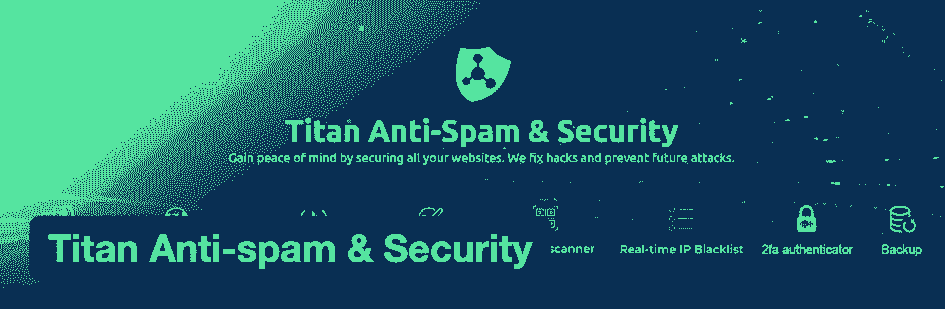 Titan Anti-Spam & Security
Gain peace of mind by securing all your websites. We fix hacks and prevent future attacks.
Titan Anti-spam & Security
scanner
Real-time IP Blacklist
2fa authenticator
Backup